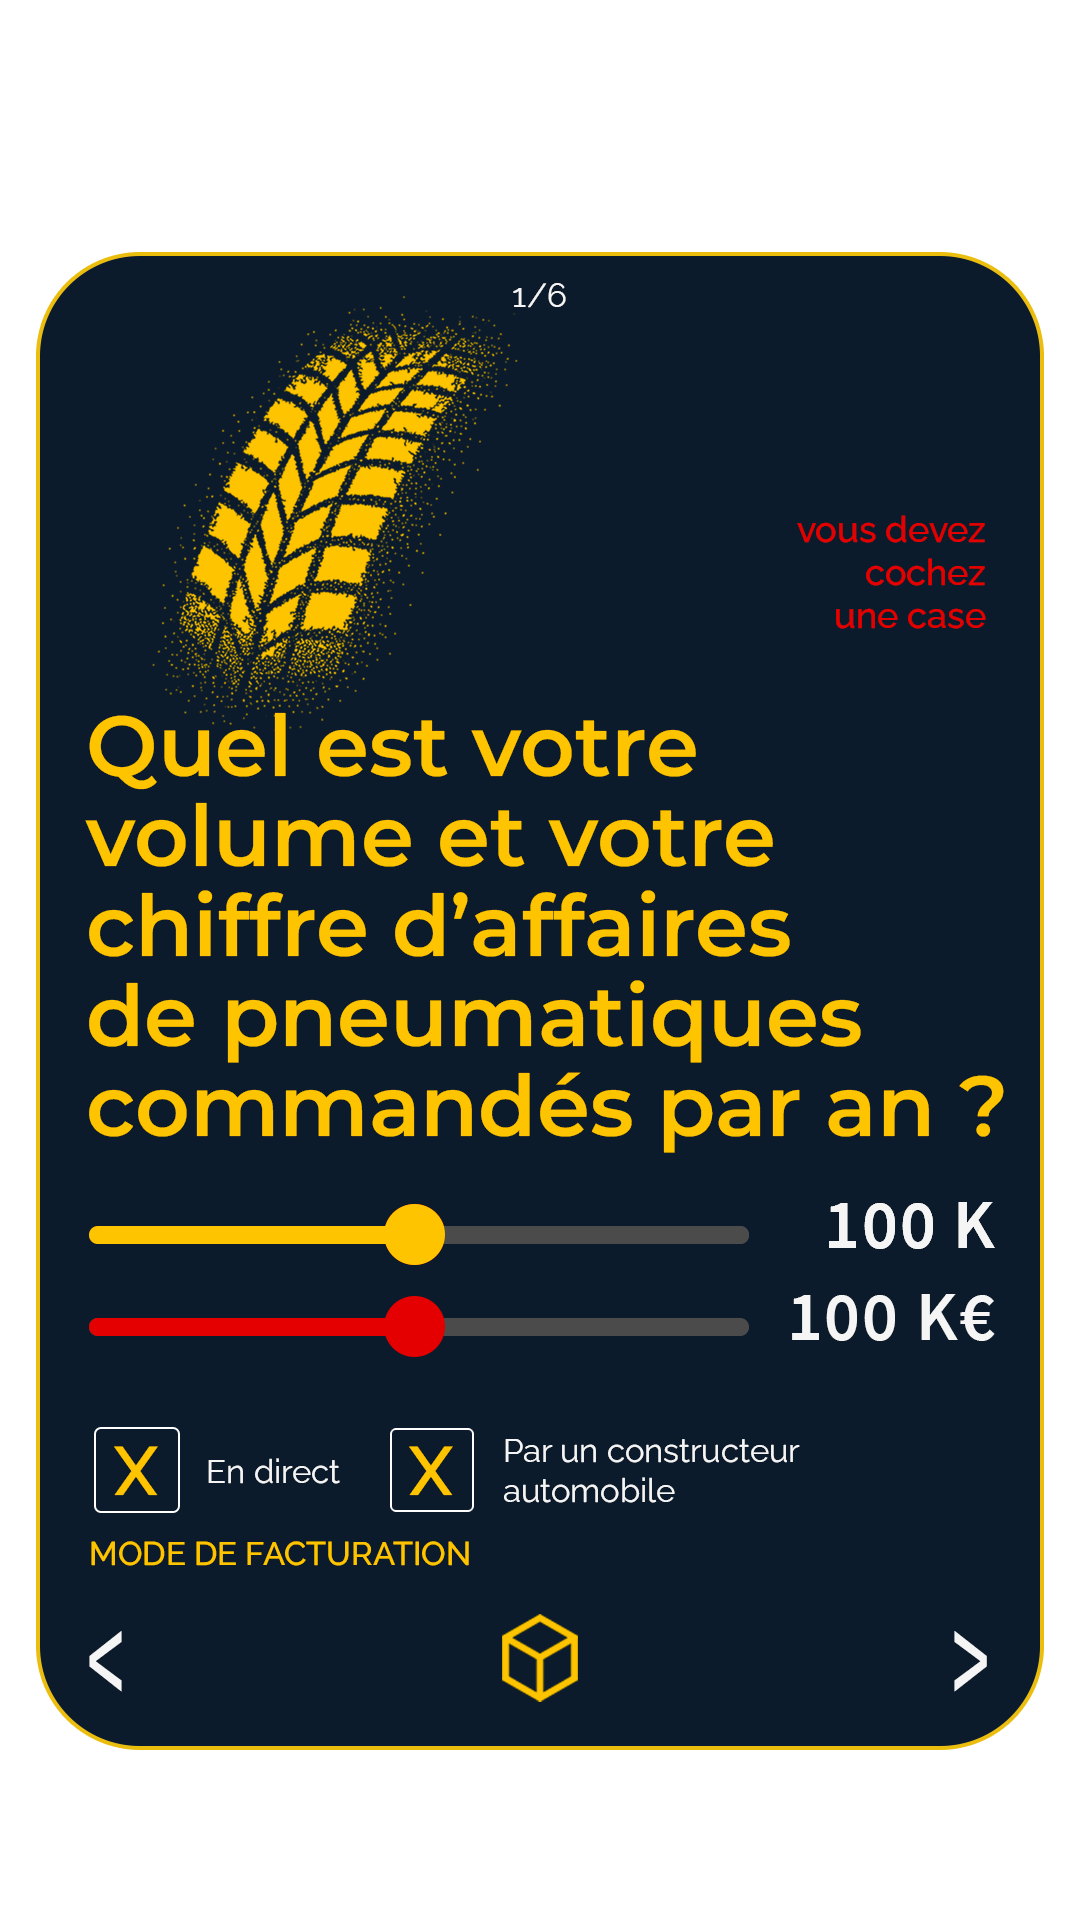 1/6
vous devez
cochez
une case
Quel est votre
volume et votre
chiffre d’affaires
de pneumatiques
commandés par an ?
100 K
100 K€
X En direct
X Par un constructeur
automobile
MODE DE FACTURATION
< >